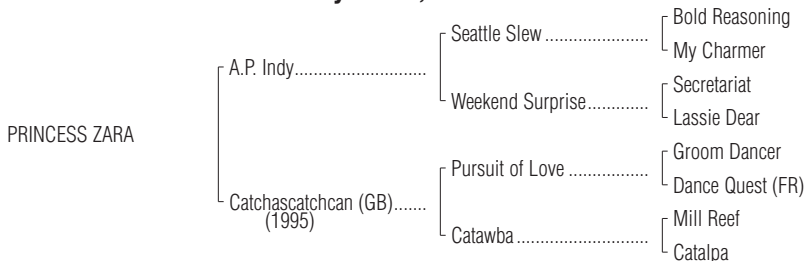 Bold Reasoning
Seattle Slew ......................
My Charmer
A.P. Indy............................
Secretariat
Weekend Surprise.............
Lassie Dear
PRINCESS ZARA
Groom Dancer
Pursuit of Love .................
Dance Quest (FR)
Catchascatchcan (GB).......
(1995)
Mill Reef
Catawba ............................
Catalpa